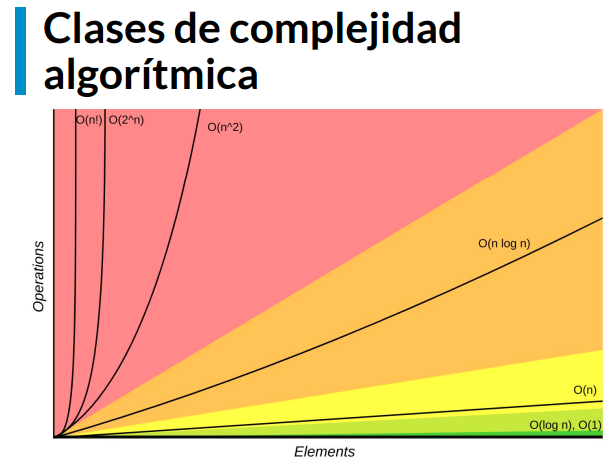 Clases de complejidad
algorítmica
O(n!) O(2^n)
O(n^2)
O(n log n)
O(n)
O(log n), O(1)
Operations
Elements